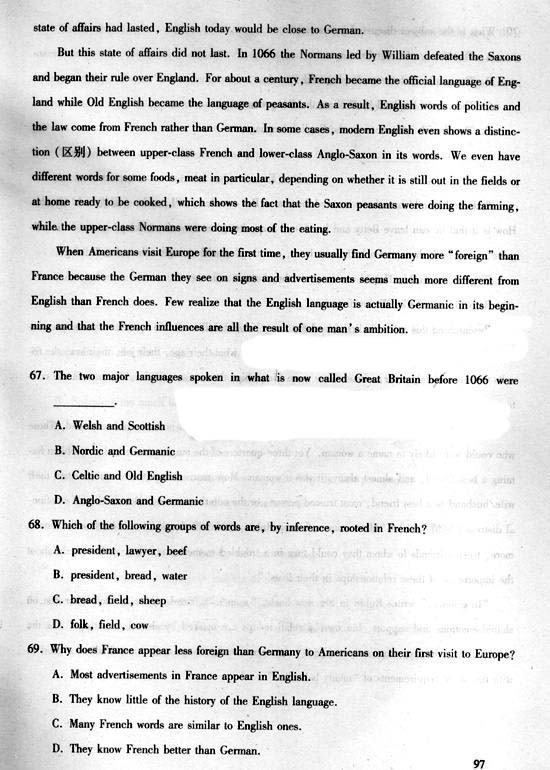 state of affairs had lasted, English today would be close to German.
But this state of affairs did not last. In 1066 the Normans led by William defeated the Saxons
and began their rule over England. For about a century, French became the official language of Eng-
land while Old English became the language of peasants. As a result, English words of politics and
the law come from French rather than German. In some cases, modern English even shows a distinc-
tion (区别) between upper-class French and lower-class Anglo-Saxon in its words. We even have
different words for some foods, meat in particular, depending on whether it is still out in the fields or
at home ready to be cooked, which shows the fact that the Saxon peasants were doing the farming,
while the upper-class Normans were doing most of the eating.
When Americans visit Europe for the first time, they usually find Germany more "foreign" than
France because the German they see on signs and advertisements seems much more different from
English than French does. Few realize that the English language is actually Germanic in its begin-
ning and that the French influences are all the result of one man's ambition.
67. The two major languages spoken in what is now called Great Britain before 1066 were
________.
A. Welsh and Scottish
B. Nordic and Germanic
C. Celtic and Old English
D. Anglo-Saxon and Germanic
68. Which of the following groups of words are, by inference, rooted in French?
A. president, lawyer, beef
B. president, bread, water
C. bread, field, sheep
D. folk, field, cow
69. Why does France appear less foreign than Germany to Americans on their first visit to Europe?
A. Most advertisements in France appear in English.
B. They know little of the history of the English language.
C. Many French words are similar to English ones.
D. They know French better than German.
97